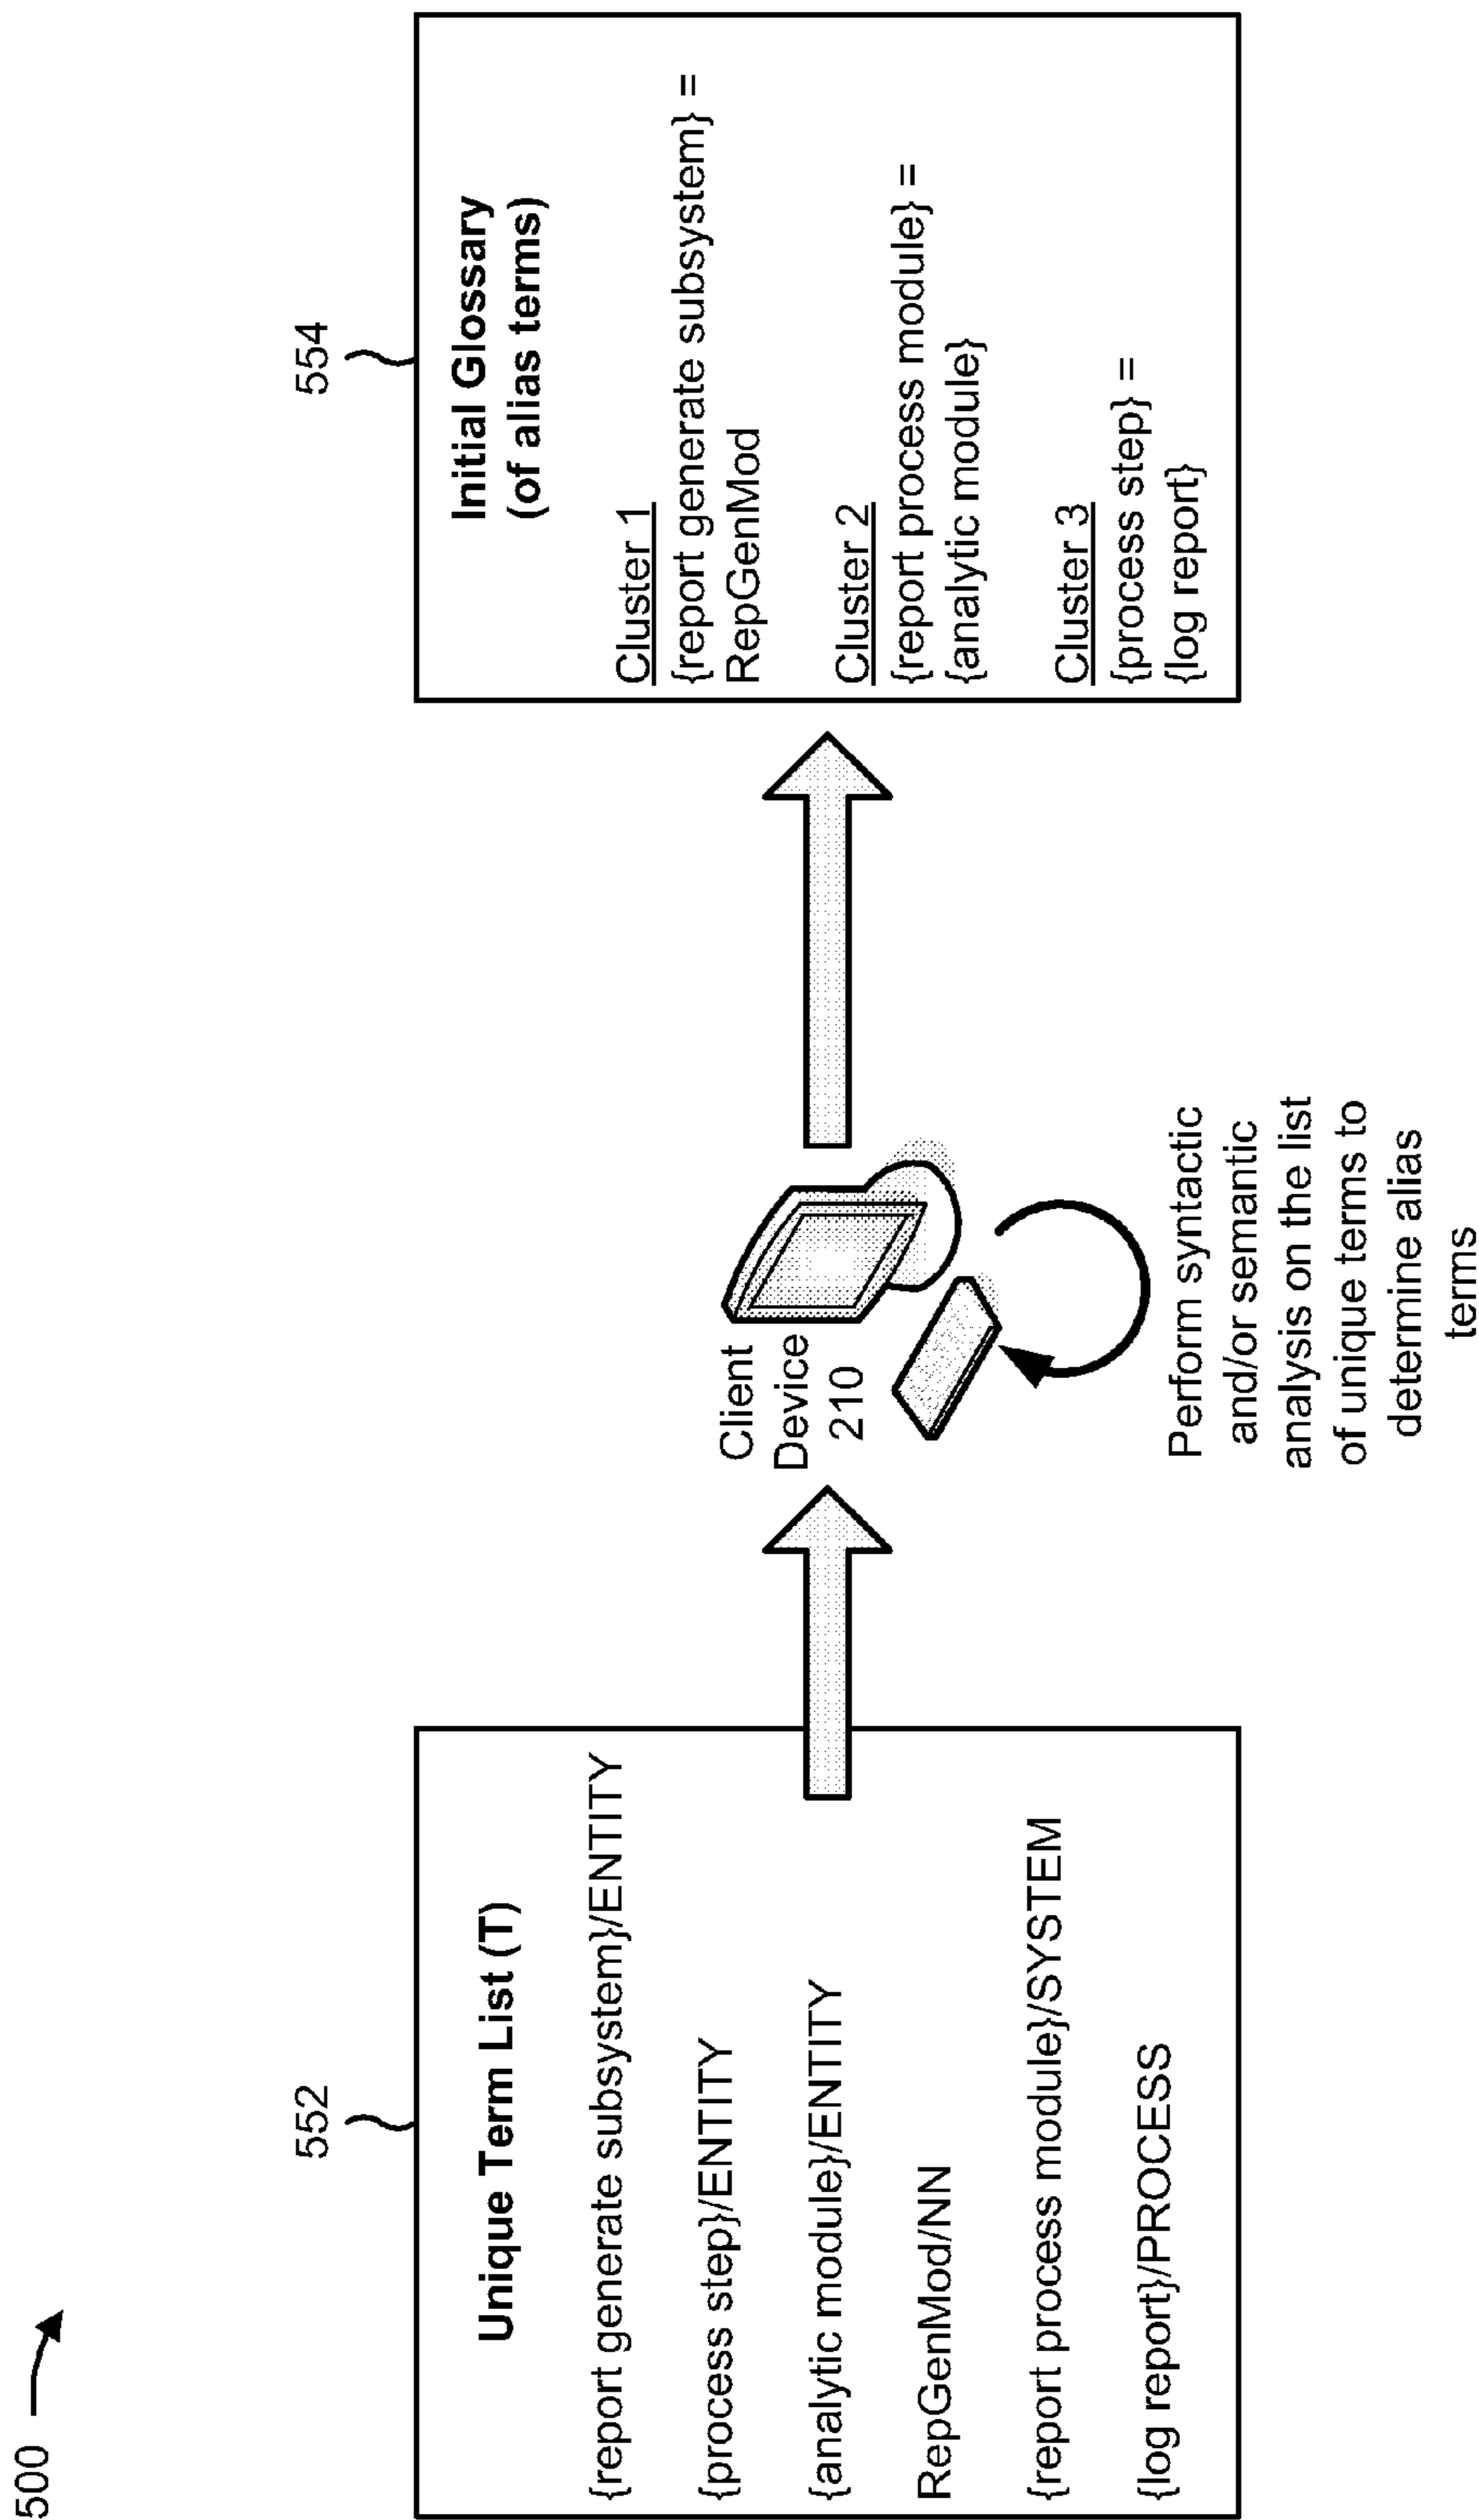 500
552
Unique Term List (T)
{report generate subsystem}/ENTITY
{process step}/ENTITY
{analytic module}/ENTITY
RepGenMod/NN
{report process module}/SYSTEM
{log report}/PROCESS
Client
Device
210
Perform syntactic
and/or semantic
analysis on the list
of unique terms to
determine alias
terms
554
Initial Glossary
(of alias terms)
Cluster 1
{report generate subsystem} =
RepGenMod
Cluster 2
{report process module} =
{analytic module}
Cluster 3
{process step} =
{log report}